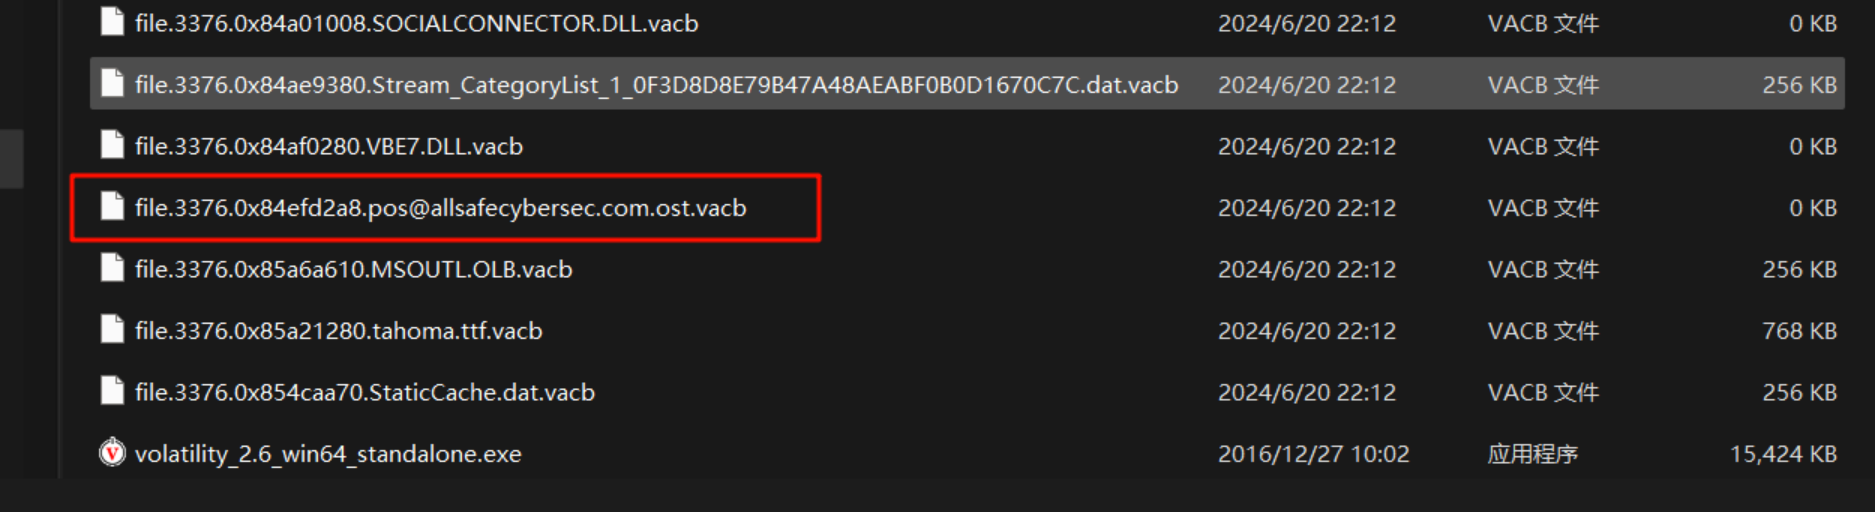 file.3376.0x84a01008.SOCIALCONNECTOR.DLL.vacb 2024/6/20 22:12 VACB 文件 0 KB
file.3376.0x84ae9380.Stream_CategoryList_1_0F3D8D8E79B47A48AEABF0B0D1670C7C.dat.vacb 2024/6/20 22:12 VACB 文件 256 KB
file.3376.0x84af0280.VBE7.DLL.vacb 2024/6/20 22:12 VACB 文件 0 KB
file.3376.0x84efd2a8.pos@allsafecybersec.com.ost.vacb 2024/6/20 22:12 VACB 文件 0 KB
file.3376.0x85a6a610.MSOUTL.OLB.vacb 2024/6/20 22:12 VACB 文件 256 KB
file.3376.0x85a21280.tahoma.ttf.vacb 2024/6/20 22:12 VACB 文件 768 KB
file.3376.0x854caa70.StaticCache.dat.vacb 2024/6/20 22:12 VACB 文件 256 KB
volatility_2.6_win64_standalone.exe 2016/12/27 10:02 应用程序 15,424 KB